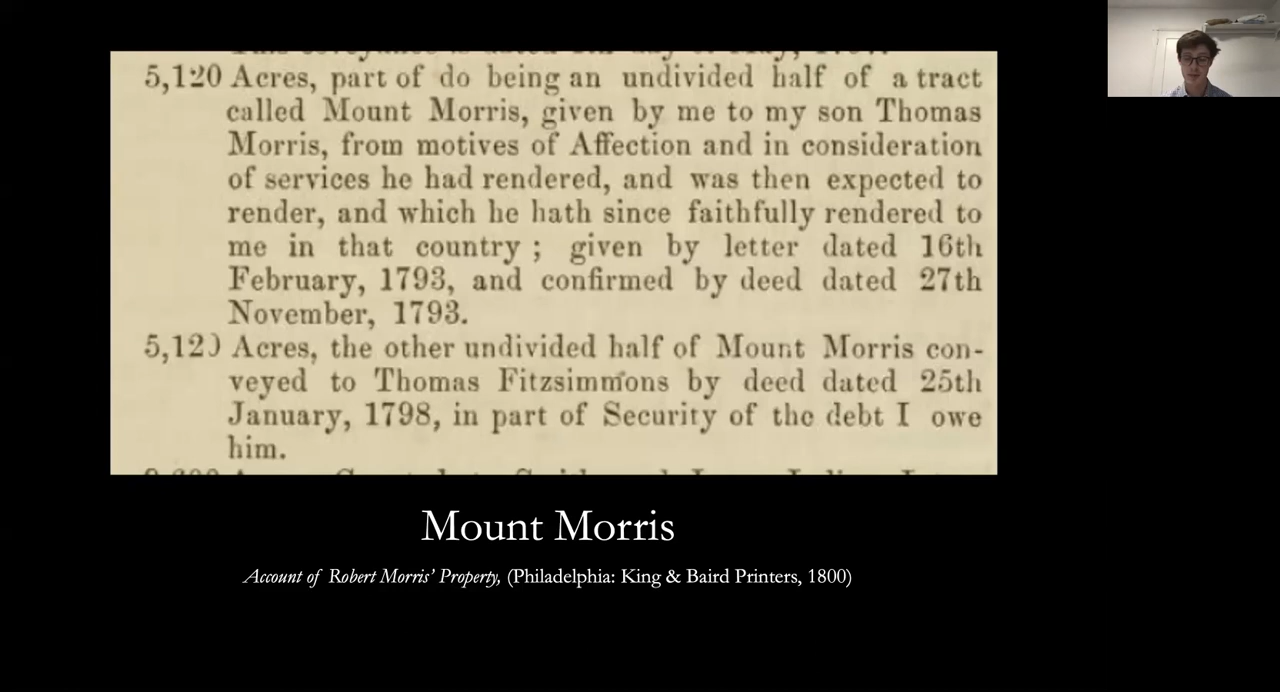 5,120 Acres, part of do being an undivided half of a tract
called Mount Morris, given by me to my son Thomas
Morris, from motives of Affection and in consideration
of services he had rendered, and was then expected to
render, and which he hath since faithfully rendered to
me in that country ; given by letter dated 16th
February, 1793, and confirmed by deed dated 27th
November, 1793.
5,120 Acres, the other undivided half of Mount Morris con-
veyed to Thomas Fitzsimmons by deed dated 25th
January, 1798, in part of Security of the debt I owe
him.
Mount Morris
Account of Robert Morris' Property, (Philadelphia: King & Baird Printers, 1800)